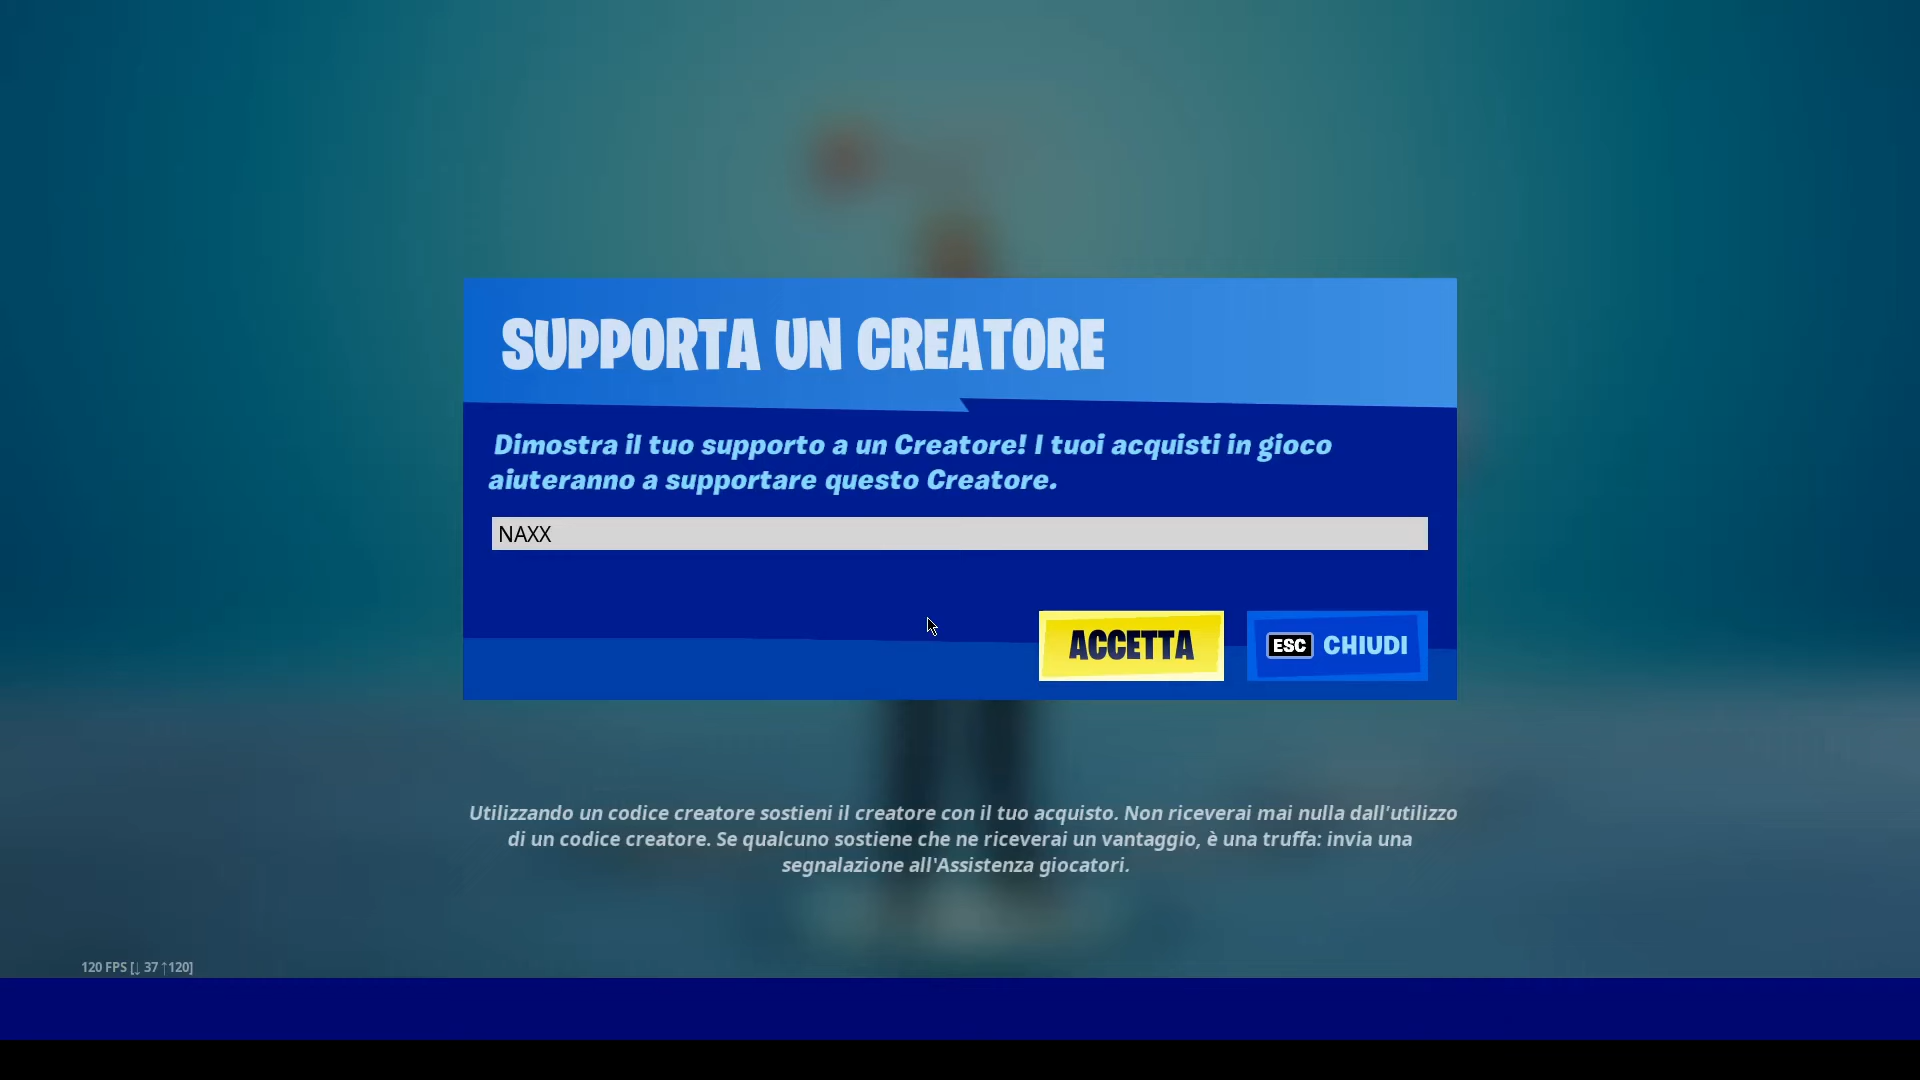 SUPPORTA UN CREATORE
Dimostra il tuo supporto a un Creatore! I tuoi acquisti in gioco
aiuteranno a supportare questo Creatore.
NAXX
ACCETTA
ESC CHIUDI
Utilizzando un codice creatore sostieni il creatore con il tuo acquisto. Non riceverai mai nulla dall'utilizzo
di un codice creatore. Se qualcuno sostiene che ne riceverai un vantaggio, è una truffa: invia una
segnalazione all'Assistenza giocatori.
120 FPS [↓ 37 ↑120]